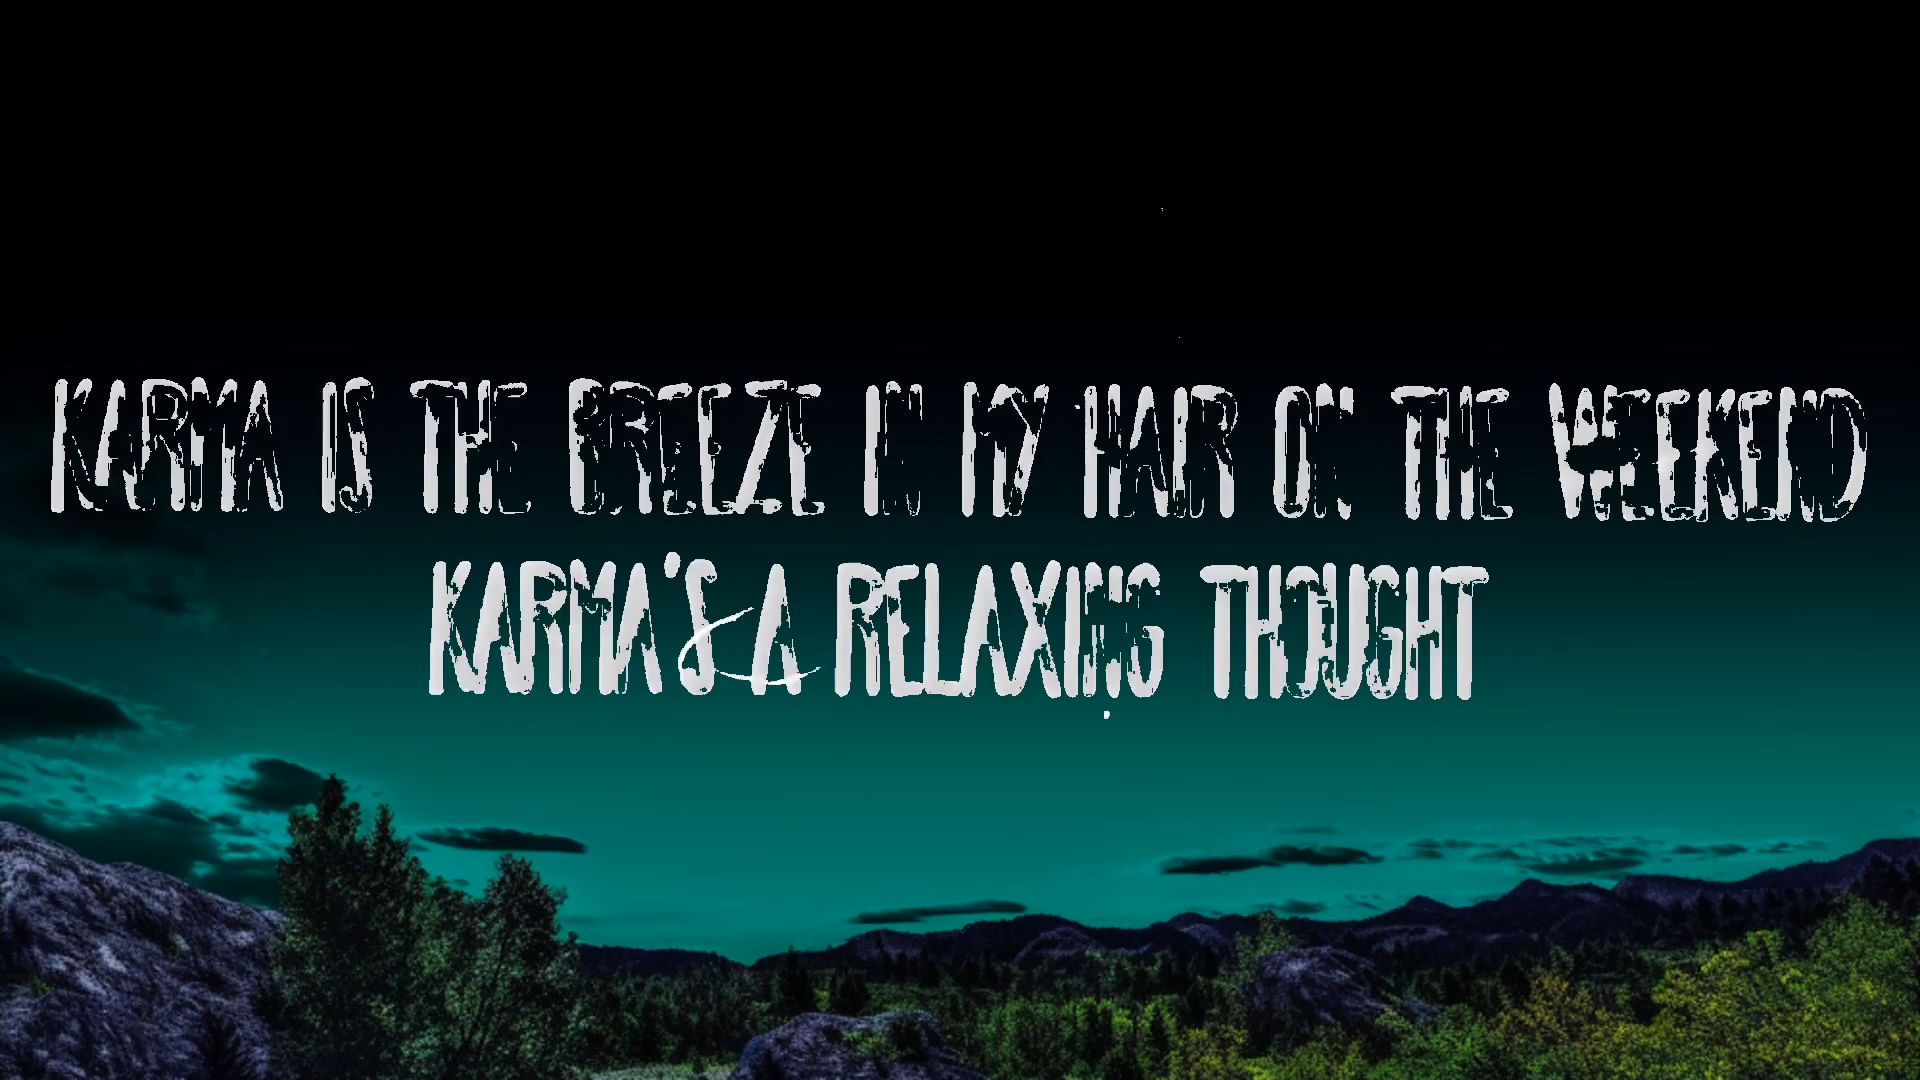 KARMA IS THE BREEZE IN MY HAIR ON THE WEEKEND
KARMA'S A RELAXING THOUGHT